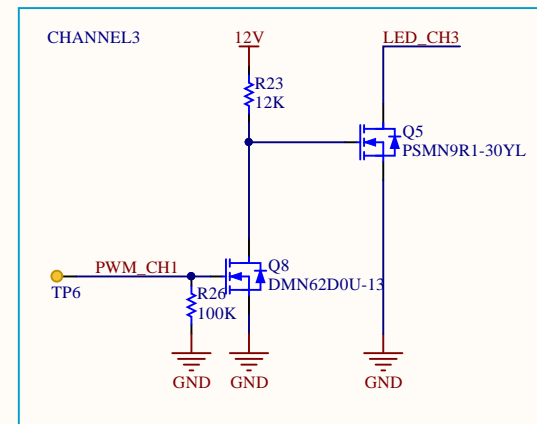 CHANNEL3
12V
LED_CH3
R23
12K
Q5
PSMN9R1-30YL
PWM_CH1
Q8
DMN62D0U-13
TP6
R26
100K
GND
GND
GND